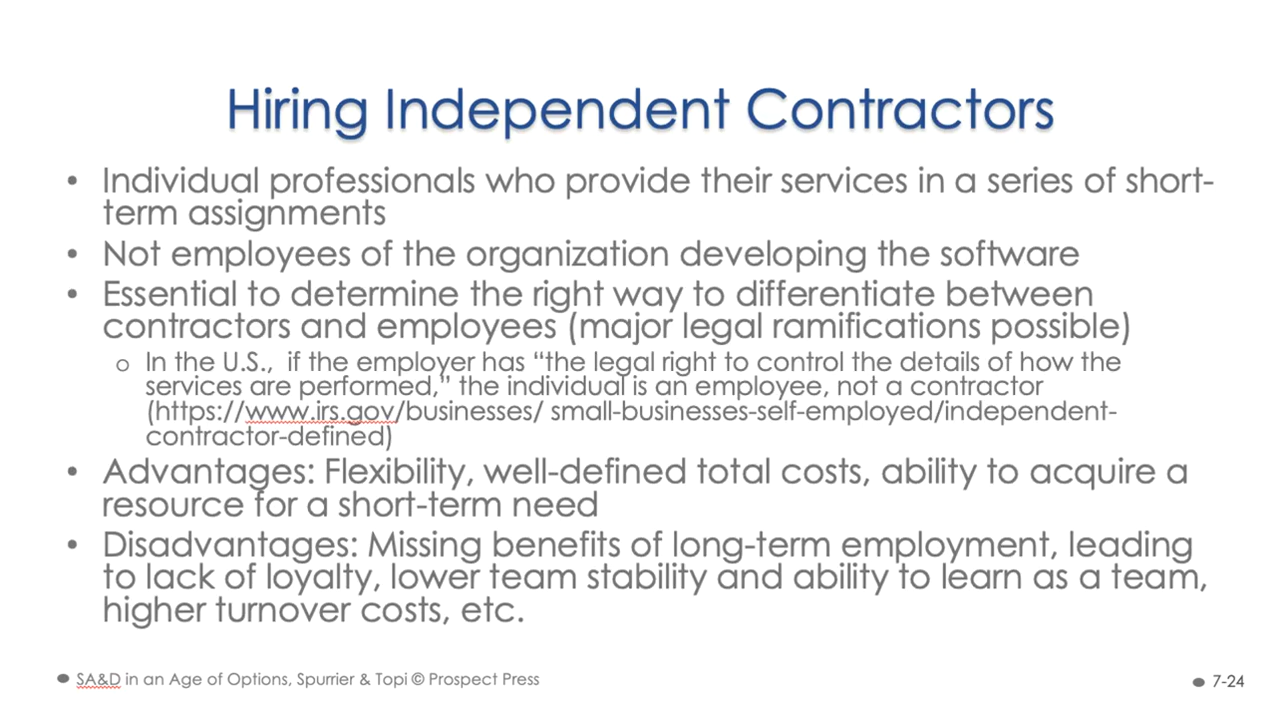 Hiring Independent Contractors
• Individual professionals who provide their services in a series of short-
term assignments
• Not employees of the organization developing the software
• Essential to determine the right way to differentiate between
contractors and employees (major legal ramifications possible)
o In the U.S.,  if the employer has “the legal right to control the details of how the
services are performed,” the individual is an employee, not a contractor
(https://www.irs.gov/businesses/ small-businesses-self-employed/independent-
contractor-defined)
• Advantages: Flexibility, well-defined total costs, ability to acquire a
resource for a short-term need
• Disadvantages: Missing benefits of long-term employment, leading
to lack of loyalty, lower team stability and ability to learn as a team,
higher turnover costs, etc.
• SA&D in an Age of Options, Spurrier & Topi © Prospect Press
• 7-24